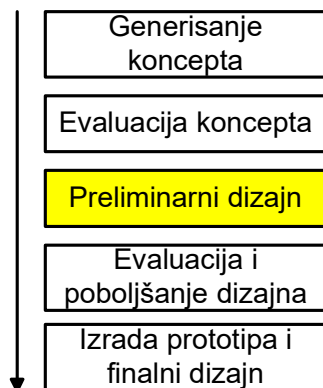 Generisanje
koncepta
Evaluacija koncepta
Preliminarni dizajn
Evaluacija i
poboljšanje dizajna
Izrada prototipa i
finalni dizajn